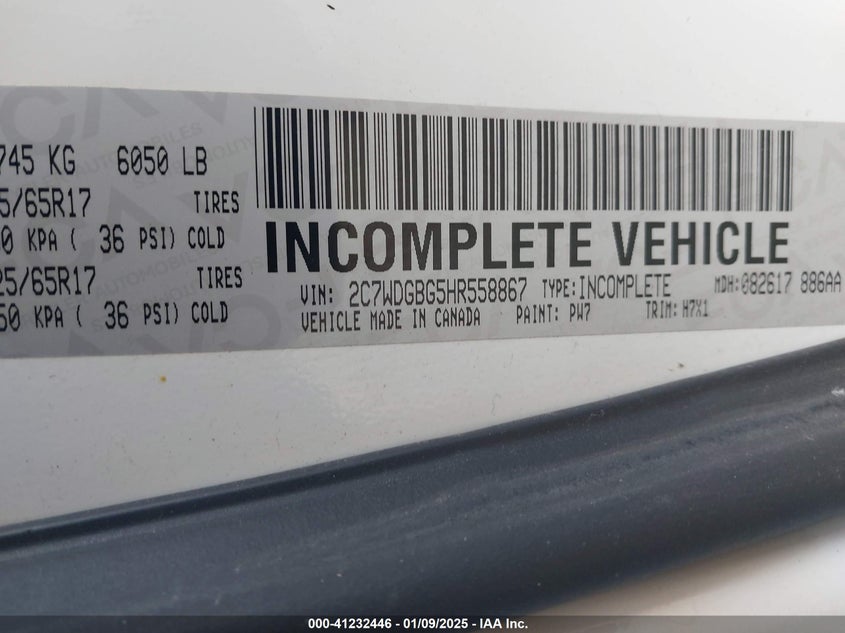 745 KG 6050 LB
5/65R17 TIRES
0 KPA ( 36 PSI) COLD
25/65R17 TIRES
50 KPA ( 36 PSI) COLD
INCOMPLETE VEHICLE
VIN: 2C7WDGBG5HR558867 TYPE:INCOMPLETE MDH:082617 886AA
VEHICLE MADE IN CANADA PAINT: PW7 TRIM: H7X1
000-41232446 - 01/09/2025 - IAA Inc.